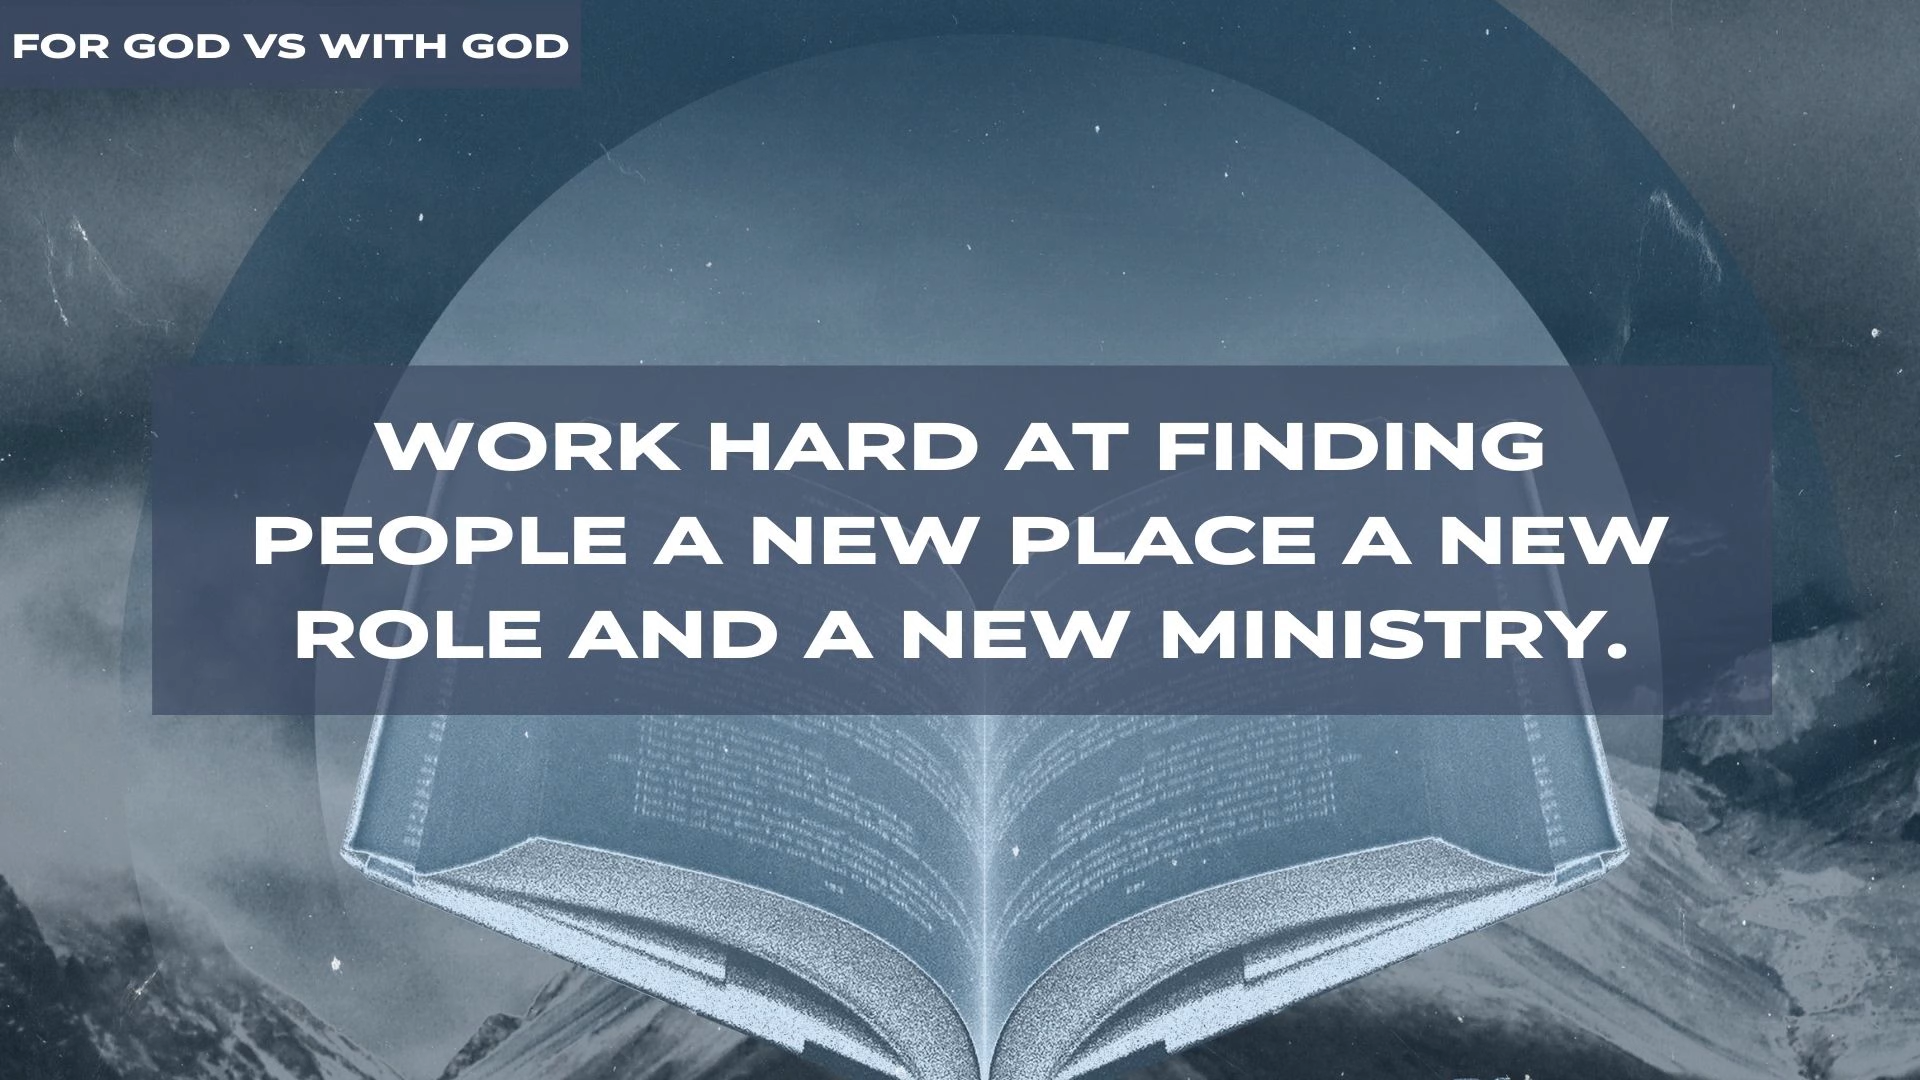 FOR GOD VS WITH GOD
WORK HARD AT FINDING
PEOPLE A NEW PLACE A NEW
ROLE AND A NEW MINISTRY.